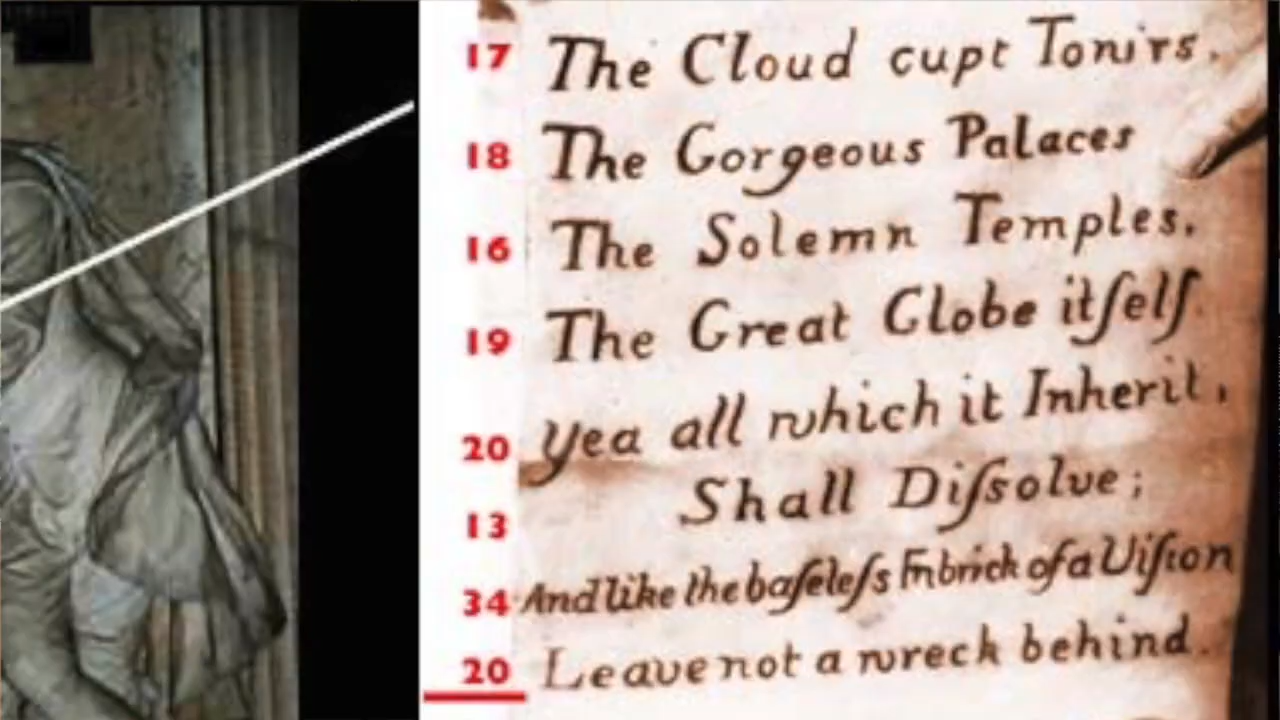 17 The Cloud cupt Tonirs.
18 The Gorgeous Palaces
16 The Solemn Temples,
19 The Great Globe itſelf
20 Yea all which it Inherit,
13 Shall Diſsolve;
34 And like the baſeleſs Fnbrick of a Viſion
20 Leave not a wreck behind.